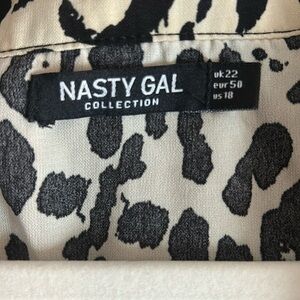 NASTY GAL
COLLECTION
uk 22
eur 50
us 18